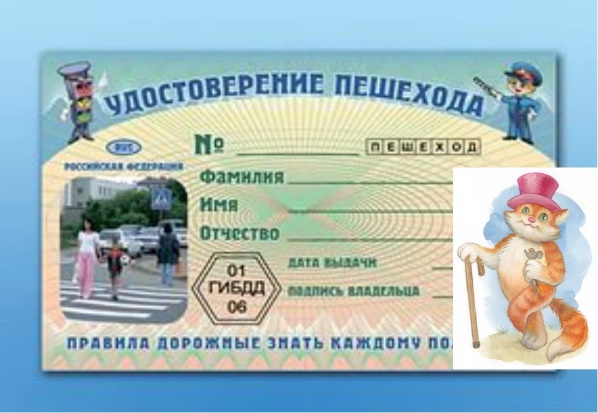 УДОСТОВЕРЕНИЕ ПЕШЕХОДА
RUS
РОССИЙСКАЯ ФЕДЕРАЦИЯ
№ ПЕШЕХОД
Фамилия
Имя
Отчество
ДАТА ВЫДАЧИ
ПОДПИСЬ ВЛАДЕЛЬЦА
01
ГИБДД
06
ПРАВИЛА ДОРОЖНЫЕ ЗНАТЬ КАЖДОМУ ПОЛ